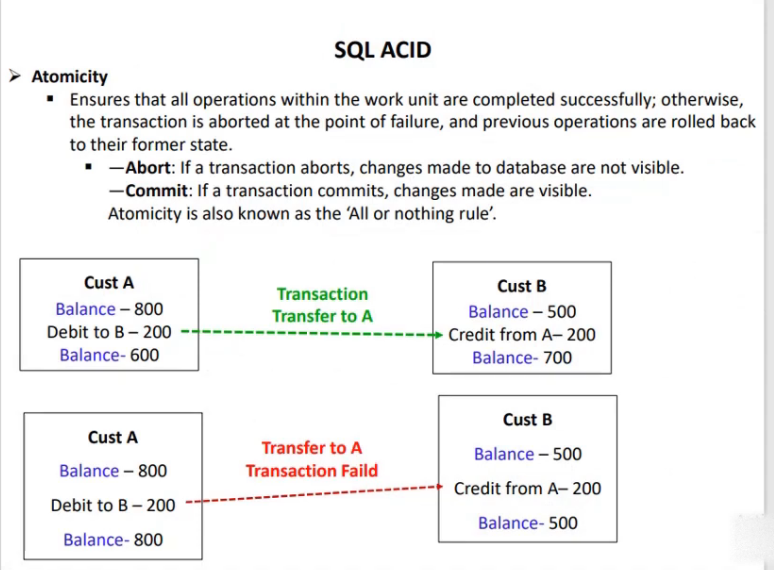 SQL ACID
➢ Atomicity
▪ Ensures that all operations within the work unit are completed successfully; otherwise,
the transaction is aborted at the point of failure, and previous operations are rolled back
to their former state.
▪ —Abort: If a transaction aborts, changes made to database are not visible.
—Commit: If a transaction commits, changes made are visible.
Atomicity is also known as the ‘All or nothing rule’.
Cust A
Balance – 800
Debit to B – 200
Balance- 600
Transaction
Transfer to A
Cust B
Balance – 500
Credit from A– 200
Balance- 700
Cust A
Balance – 800
Debit to B – 200
Balance- 800
Transfer to A
Transaction Faild
Cust B
Balance – 500
Credit from A– 200
Balance- 500